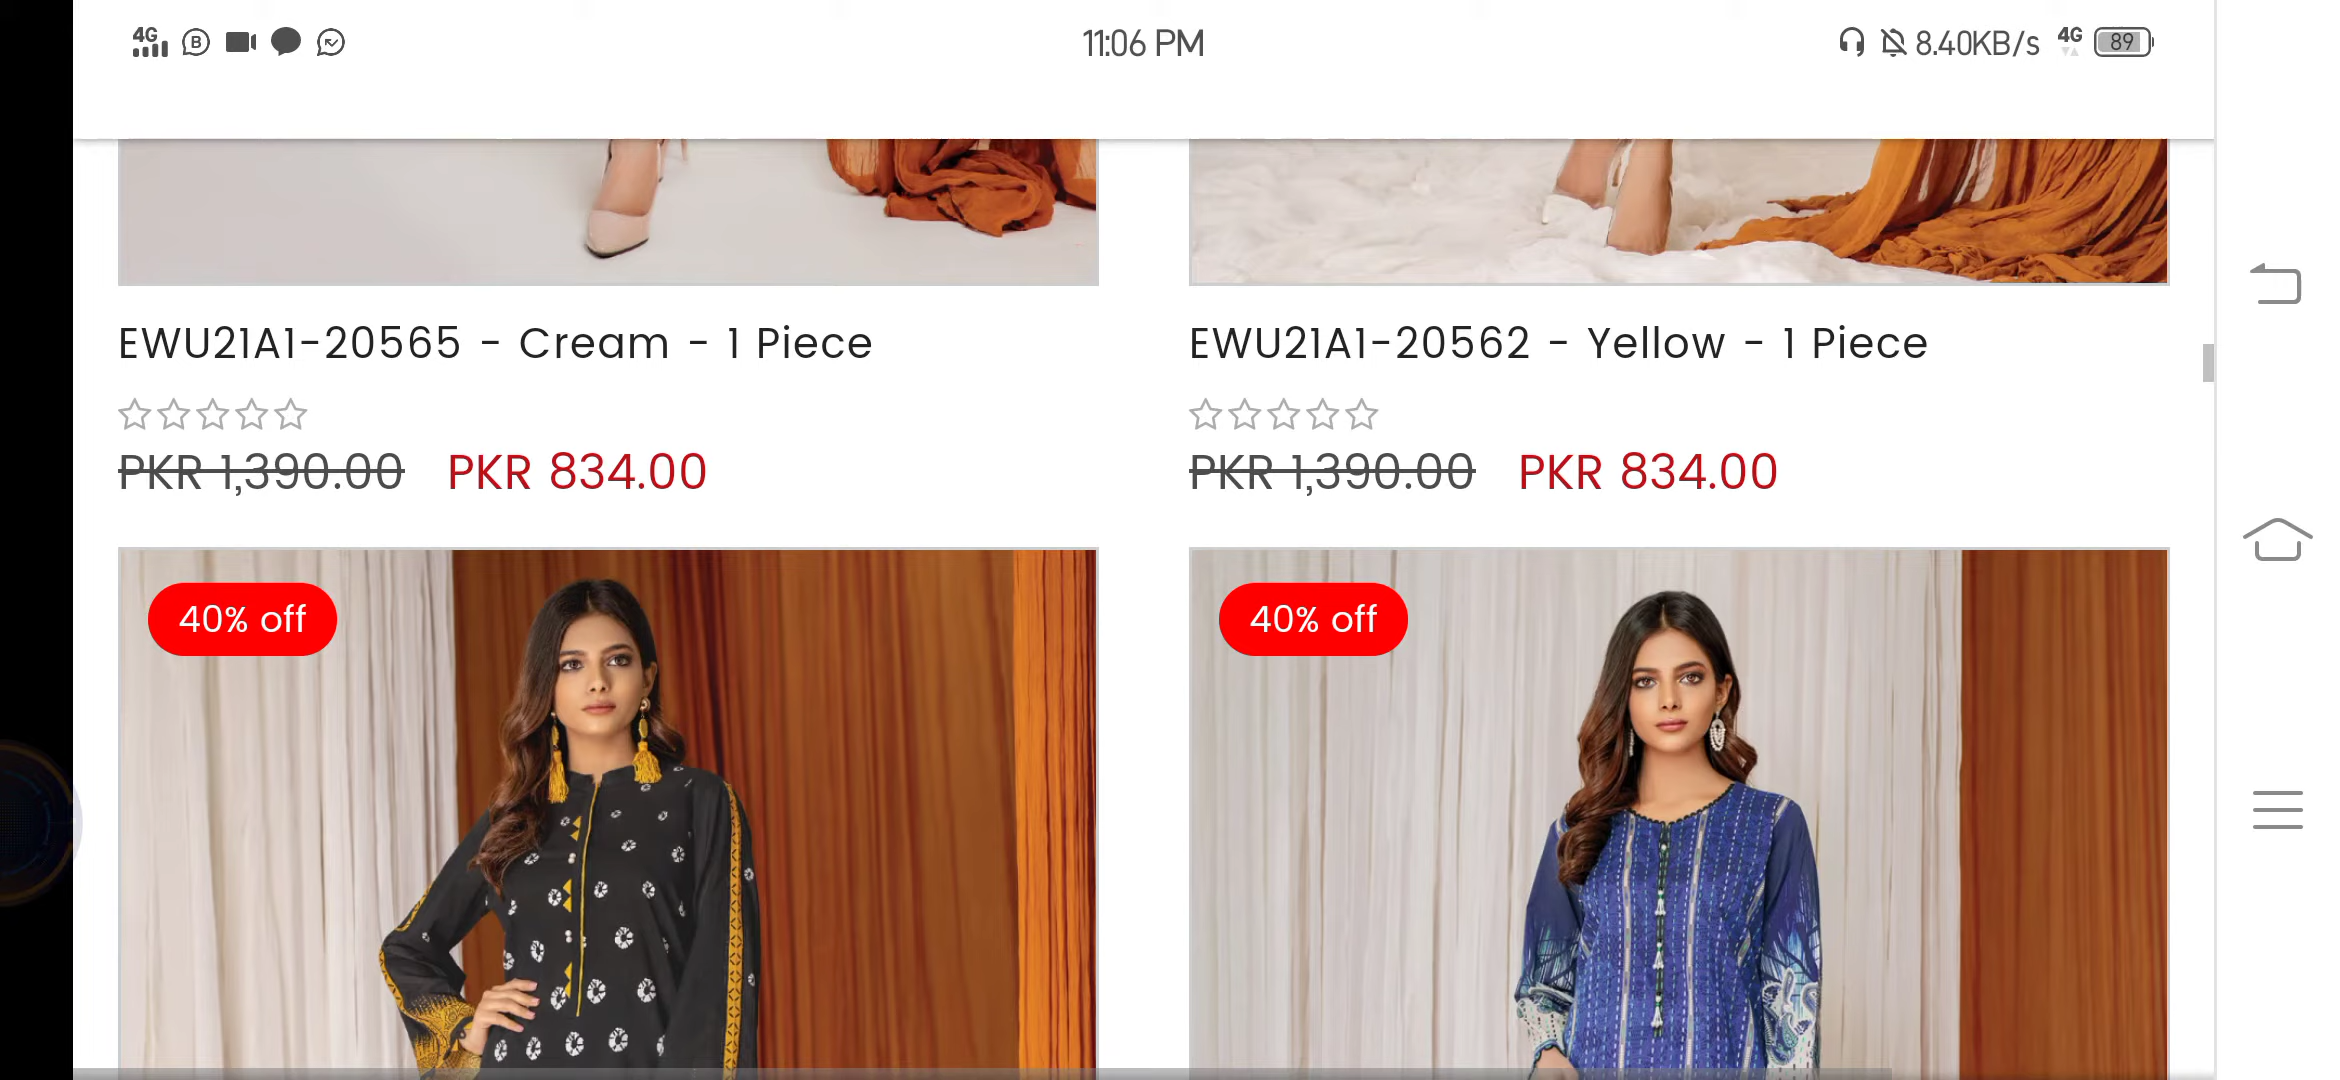 4G B 11:06 PM 8.40KB/s 4G 89
EWU21A1-20565 - Cream - 1 Piece
PKR 1,390.00 PKR 834.00
EWU21A1-20562 - Yellow - 1 Piece
PKR 1,390.00 PKR 834.00
40% off
40% off